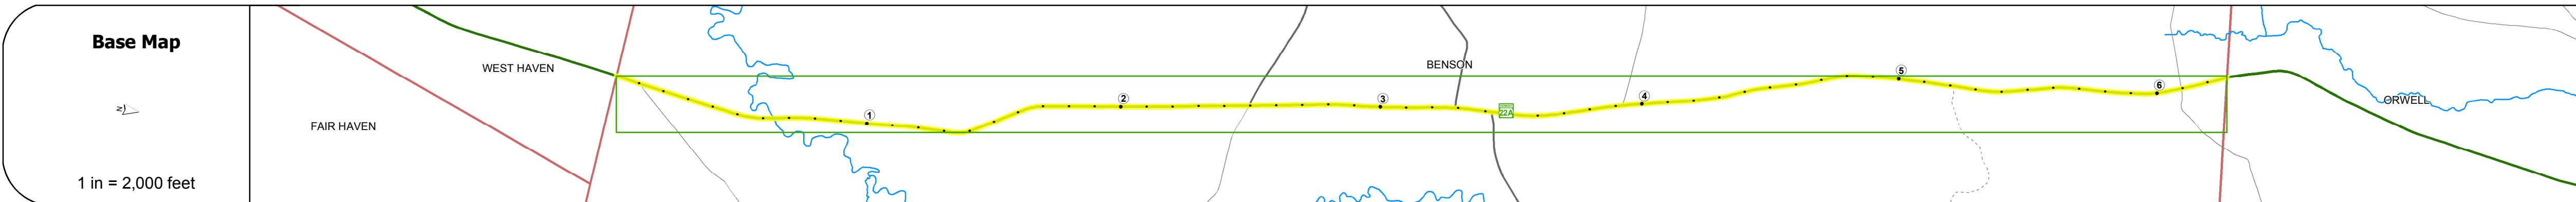 Base Map
WEST HAVEN
BENSON
5
6
1
2
3
4
22A
ORWELL
N
FAIR HAVEN
1 in = 2,000 feet